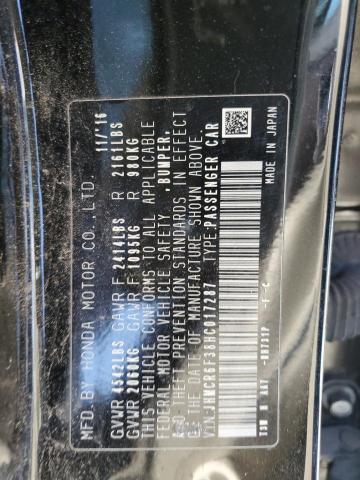 MFD.BY HONDA MOTOR CO.,LTD. 11/'16
GVWR 4542LBS GAWR F 2414LBS R 2161LBS
GVWR 2060KG GAWR F 1095KG R 980KG
THIS VEHICLE CONFORMS TO ALL APPLICABLE
FEDERAL MOTOR VEHICLE SAFETY ,BUMPER,
AND THEFT PREVENTION STANDARDS IN EFFECT
ON THE DATE OF MANUFACTURE SHOWN ABOVE.
VIN: JHMCR6F38HC017287 TYPE:PASSENGER CAR
MADE IN JAPAN
-F -C